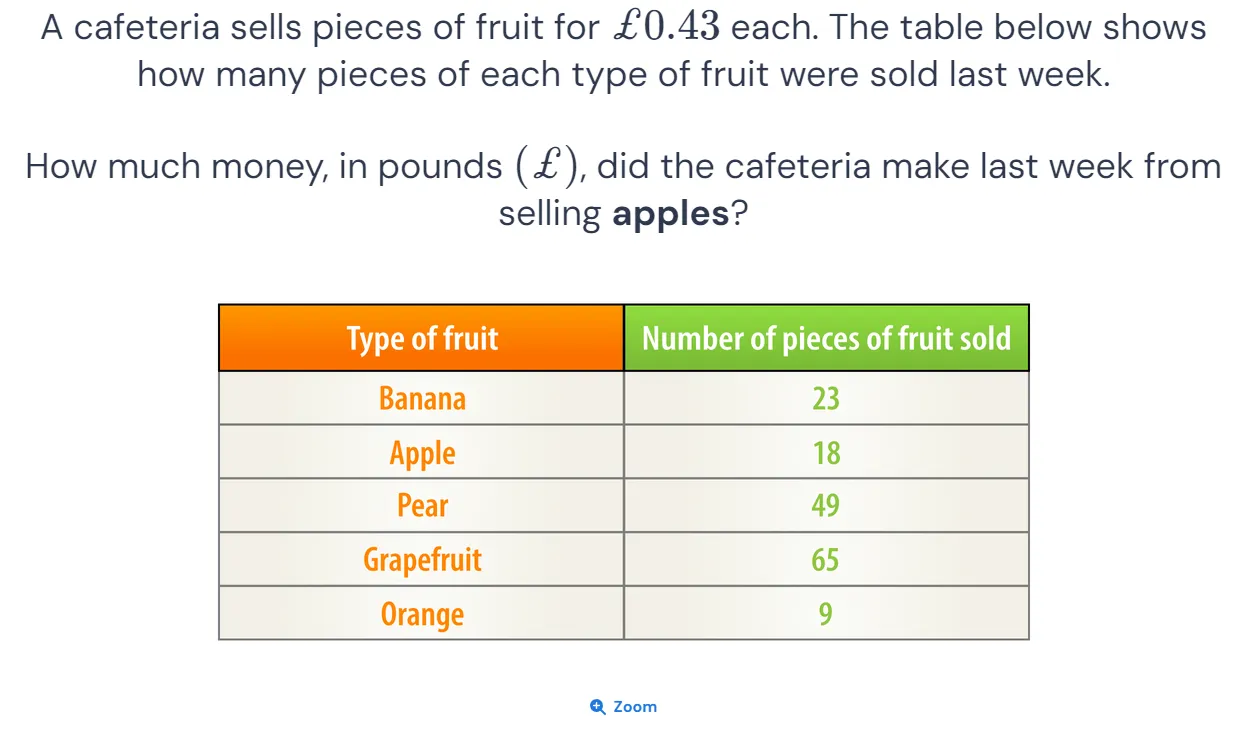 A cafeteria sells pieces of fruit for £0.43 each. The table below shows
how many pieces of each type of fruit were sold last week.
How much money, in pounds (£), did the cafeteria make last week from
selling apples?
Type of fruit Number of pieces of fruit sold
Banana 23
Apple 18
Pear 49
Grapefruit 65
Orange 9
Zoom